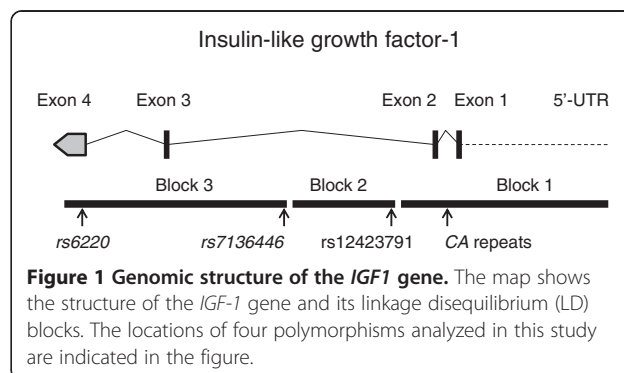 Insulin-like growth factor-1
Exon 4 Exon 3 Exon 2 Exon 1 5'-UTR
Block 3 Block 2 Block 1
rs6220 rs7136446 rs12423791 CA repeats
Figure 1 Genomic structure of the IGF1 gene. The map shows
the structure of the IGF-1 gene and its linkage disequilibrium (LD)
blocks. The locations of four polymorphisms analyzed in this study
are indicated in the figure.